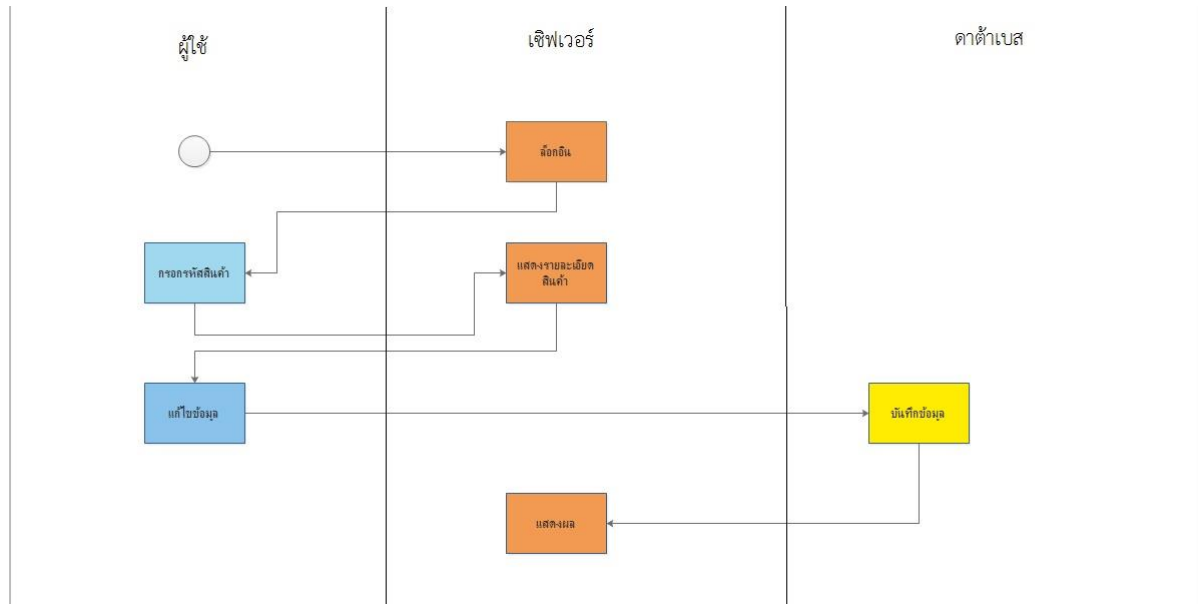 ผู้ใช้
เซิฟเวอร์
ดาต้าเบส
ล็อกอิน
กรอกรหัสสินค้า
แสดงรายละเอียด
สินค้า
แก้ไขข้อมูล
บันทึกข้อมูล
แสดงผล